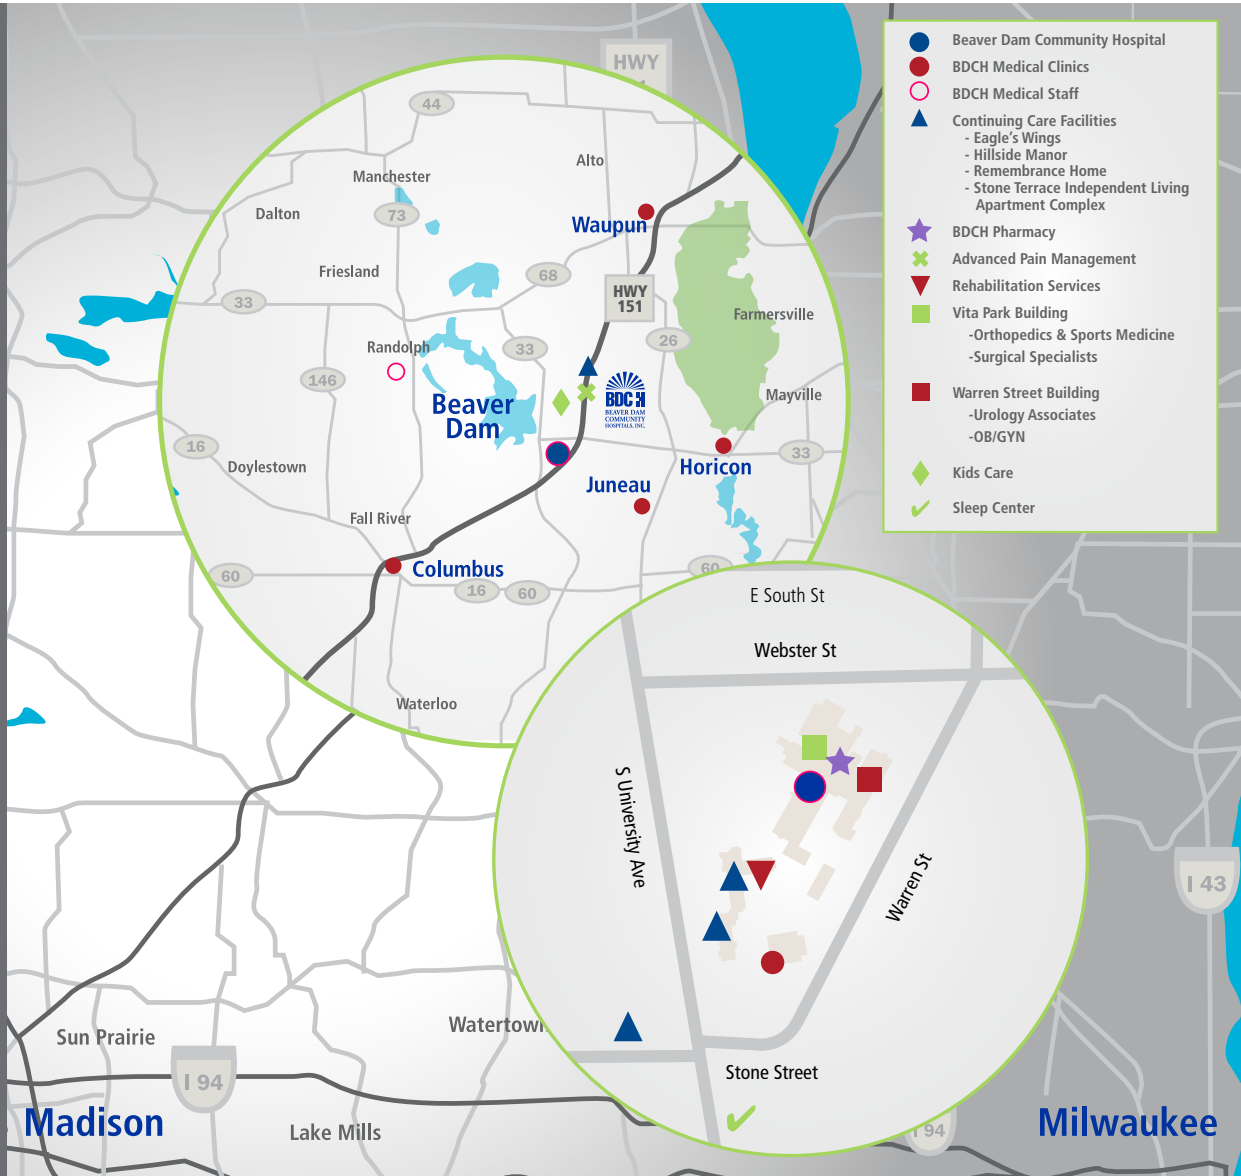 HWY
44
Alto
Manchester
Dalton
73
Waupun
Friesland
68
33
HWY
151
Farmersville
26
Randolph
33
146
Mayville
Beaver
Dam
BDCH
BEAVER DAM
COMMUNITY
HOSPITALS, INC.
16
Doylestown
33
Horicon
Juneau
Fall River
Columbus
60
16
60
60
Waterloo
Beaver Dam Community Hospital
BDCH Medical Clinics
BDCH Medical Staff
Continuing Care Facilities
- Eagle's Wings
- Hillside Manor
- Remembrance Home
- Stone Terrace Independent Living
Apartment Complex
BDCH Pharmacy
Advanced Pain Management
Rehabilitation Services
Vita Park Building
-Orthopedics & Sports Medicine
-Surgical Specialists
Warren Street Building
-Urology Associates
-OB/GYN
Kids Care
Sleep Center
E South St
Webster St
S University Ave
Warren St
Stone Street
I 43
Watertown
Sun Prairie
I 94
Madison
Lake Mills
I 94
Milwaukee